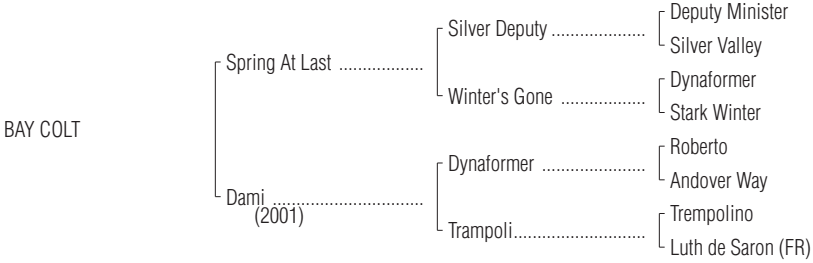 Deputy Minister
Silver Deputy ....................
Silver Valley
Spring At Last ..................
Dynaformer
Winter's Gone ..................
Stark Winter
BAY COLT
Roberto
Dynaformer ......................
Andover Way
Dami ................................
(2001)
Trempolino
Trampoli............................
Luth de Saron (FR)